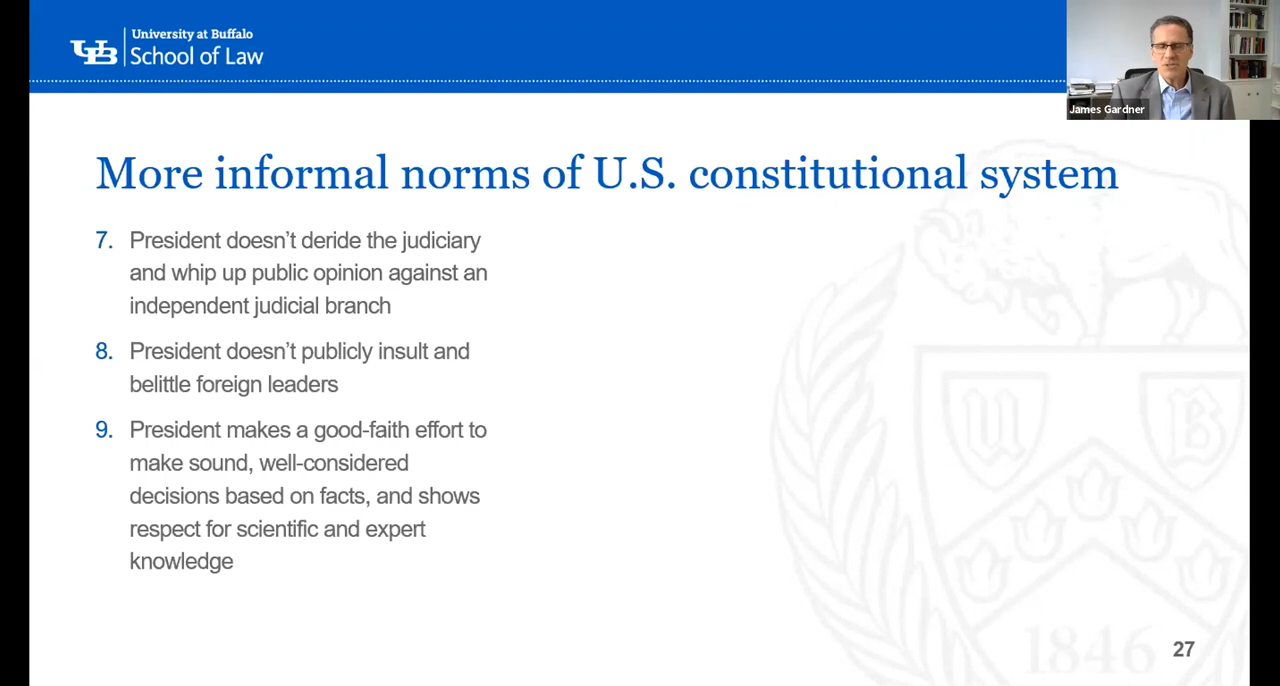 University at Buffalo
UB School of Law
James Gardner
More informal norms of U.S. constitutional system
7. President doesn’t deride the judiciary
and whip up public opinion against an
independent judicial branch
8. President doesn’t publicly insult and
belittle foreign leaders
9. President makes a good-faith effort to
make sound, well-considered
decisions based on facts, and shows
respect for scientific and expert
knowledge
U B
1846
27